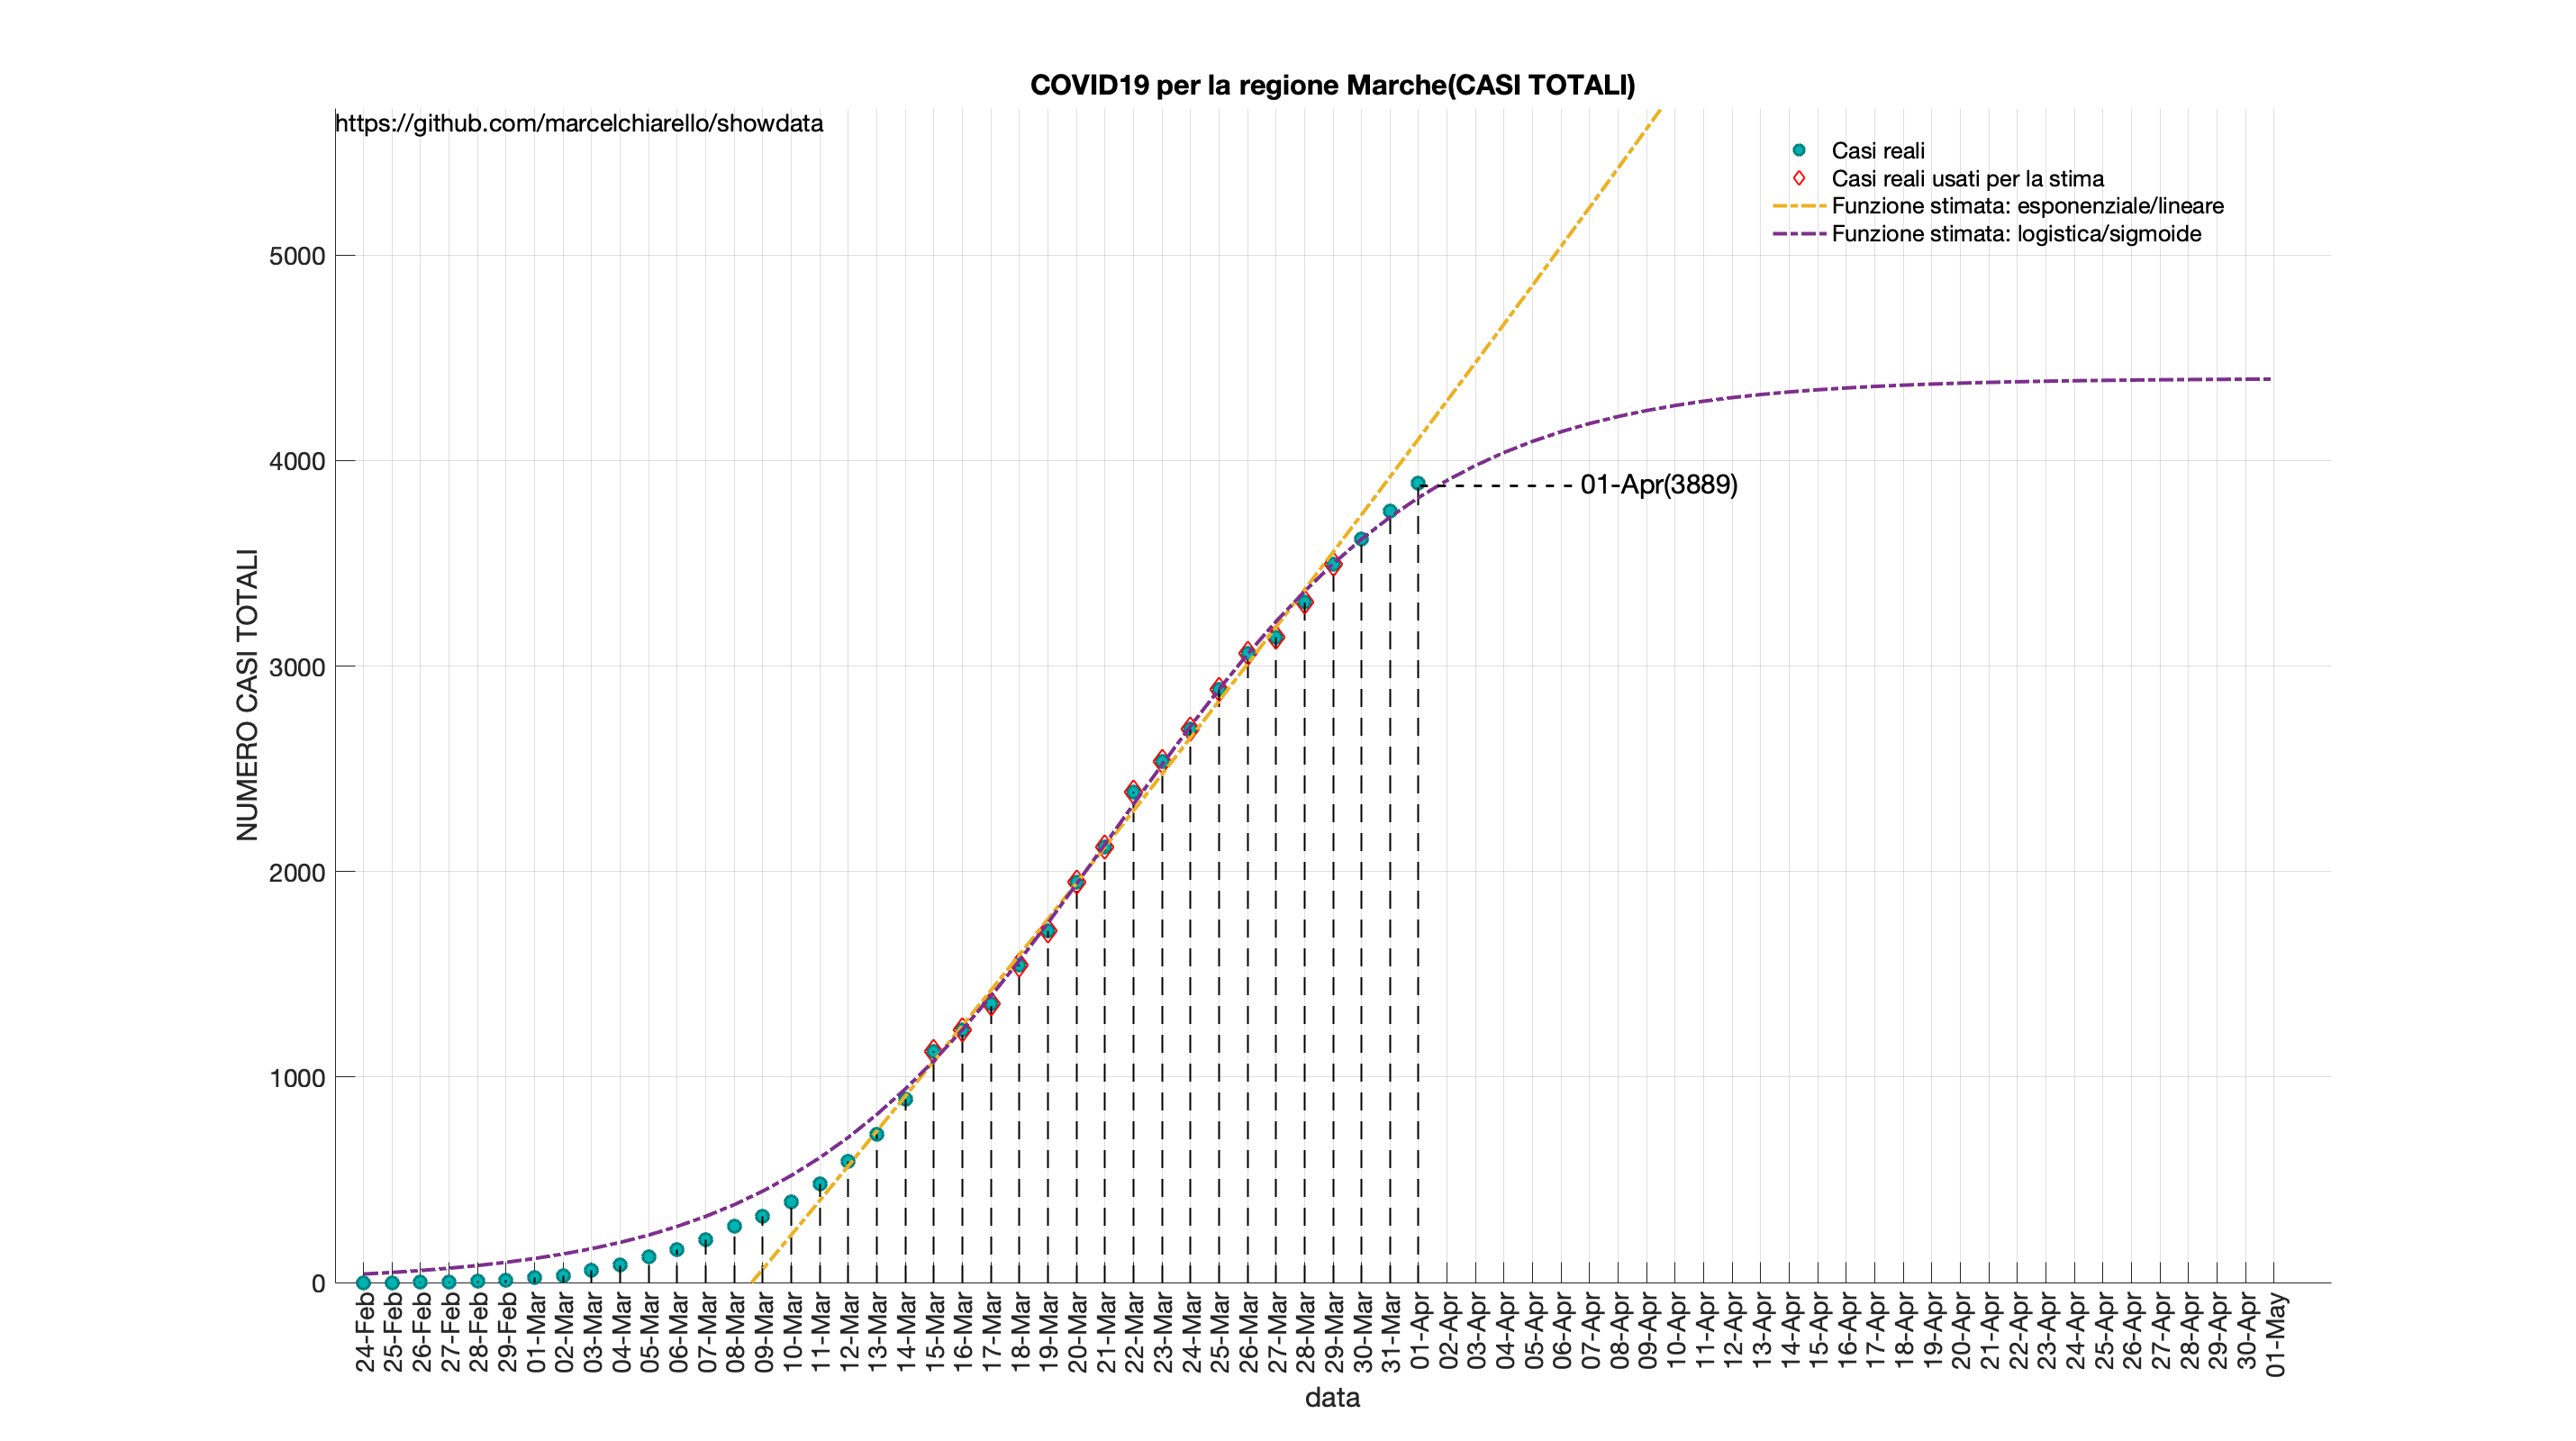 COVID19 per la regione Marche(CASI TOTALI)
https://github.com/marcelchiarello/showdata
Casi reali
Casi reali usati per la stima
Funzione stimata: esponenziale/lineare
Funzione stimata: logistica/sigmoide
NUMERO CASI TOTALI
5000
4000
3000
2000
1000
0
01-Apr(3889)
24-Feb
25-Feb
26-Feb
27-Feb
28-Feb
29-Feb
01-Mar
02-Mar
03-Mar
04-Mar
05-Mar
06-Mar
07-Mar
08-Mar
09-Mar
10-Mar
11-Mar
12-Mar
13-Mar
14-Mar
15-Mar
16-Mar
17-Mar
18-Mar
19-Mar
20-Mar
21-Mar
22-Mar
23-Mar
24-Mar
25-Mar
26-Mar
27-Mar
28-Mar
29-Mar
30-Mar
31-Mar
01-Apr
02-Apr
03-Apr
04-Apr
05-Apr
06-Apr
07-Apr
08-Apr
09-Apr
10-Apr
11-Apr
12-Apr
13-Apr
14-Apr
15-Apr
16-Apr
17-Apr
18-Apr
19-Apr
20-Apr
21-Apr
22-Apr
23-Apr
24-Apr
25-Apr
26-Apr
27-Apr
28-Apr
29-Apr
30-Apr
01-May
data